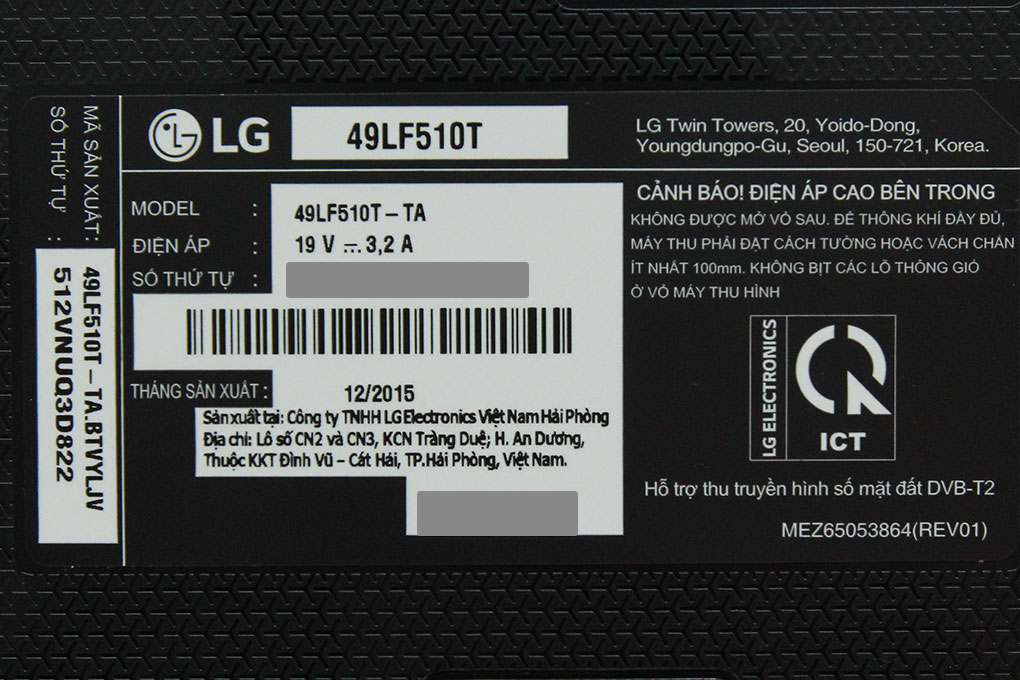 MÃ SẢN XUẤT :
SỐ THỨ TỰ :
49LF510T – TA.BTVYLJV
512VNUQ3D822
LG
49LF510T
LG Twin Towers, 20, Yoido-Dong,
Youngdungpo-Gu, Seoul, 150-721, Korea.
MODEL : 49LF510T – TA
ĐIỆN ÁP : 19 V ⎓ 3,2 A
SỐ THỨ TỰ :
THÁNG SẢN XUẤT : 12/2015
Sản xuất tại: Công ty TNHH LG Electronics Việt Nam Hải Phòng
Địa chỉ: Lô số CN2 và CN3, KCN Tràng Duệ; H. An Dương,
Thuộc KKT Đình Vũ – Cát Hải, TP.Hải Phòng, Việt Nam.
CẢNH BÁO! ĐIỆN ÁP CAO BÊN TRONG
KHÔNG ĐƯỢC MỞ VỎ SAU. ĐỂ THÔNG KHÍ ĐẦY ĐỦ,
MÁY THU PHẢI ĐẶT CÁCH TƯỜNG HOẶC VÁCH CHẮN
ÍT NHẤT 100mm. KHÔNG BỊT CÁC LỖ THÔNG GIÓ
Ở VỎ MÁY THU HÌNH
LG ELECTRONICS
ICT
Hỗ trợ thu truyền hình số mặt đất DVB-T2
MEZ65053864(REV01)